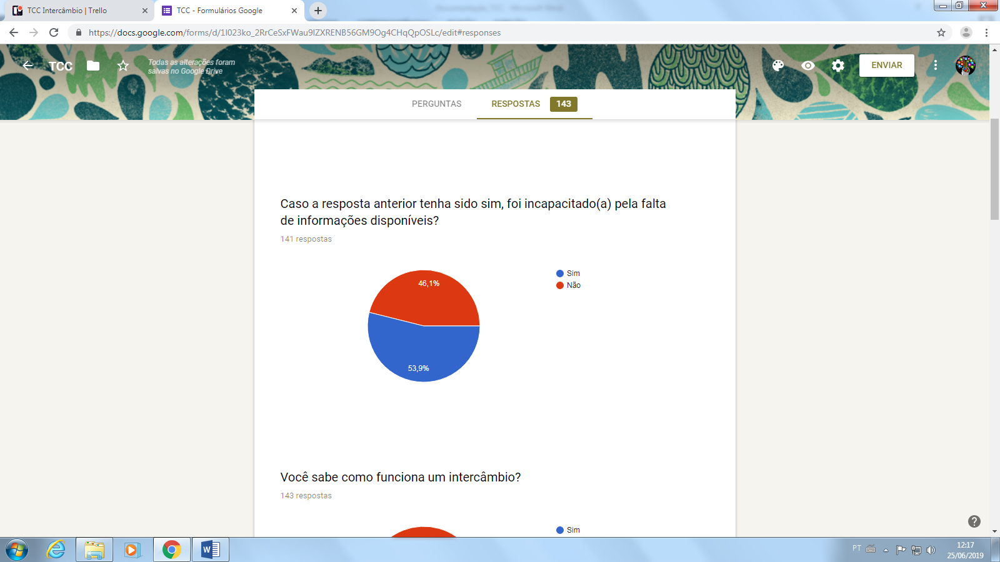 TCC Intercâmbio | Trello
TCC - Formulários Google
https://docs.google.com/forms/d/1I023ko_2RrCeSxFWau9IZXRENB56GM9Og4CHqQpOSLc/edit#responses
TCC
Todas as alterações foram
salvas no Google Drive
ENVIAR
PERGUNTAS
RESPOSTAS
143
Caso a resposta anterior tenha sido sim, foi incapacitado(a) pela falta
de informações disponíveis?
141 respostas
46,1%
53,9%
Sim
Não
Você sabe como funciona um intercâmbio?
143 respostas
Sim
PT
12:17
25/06/2019